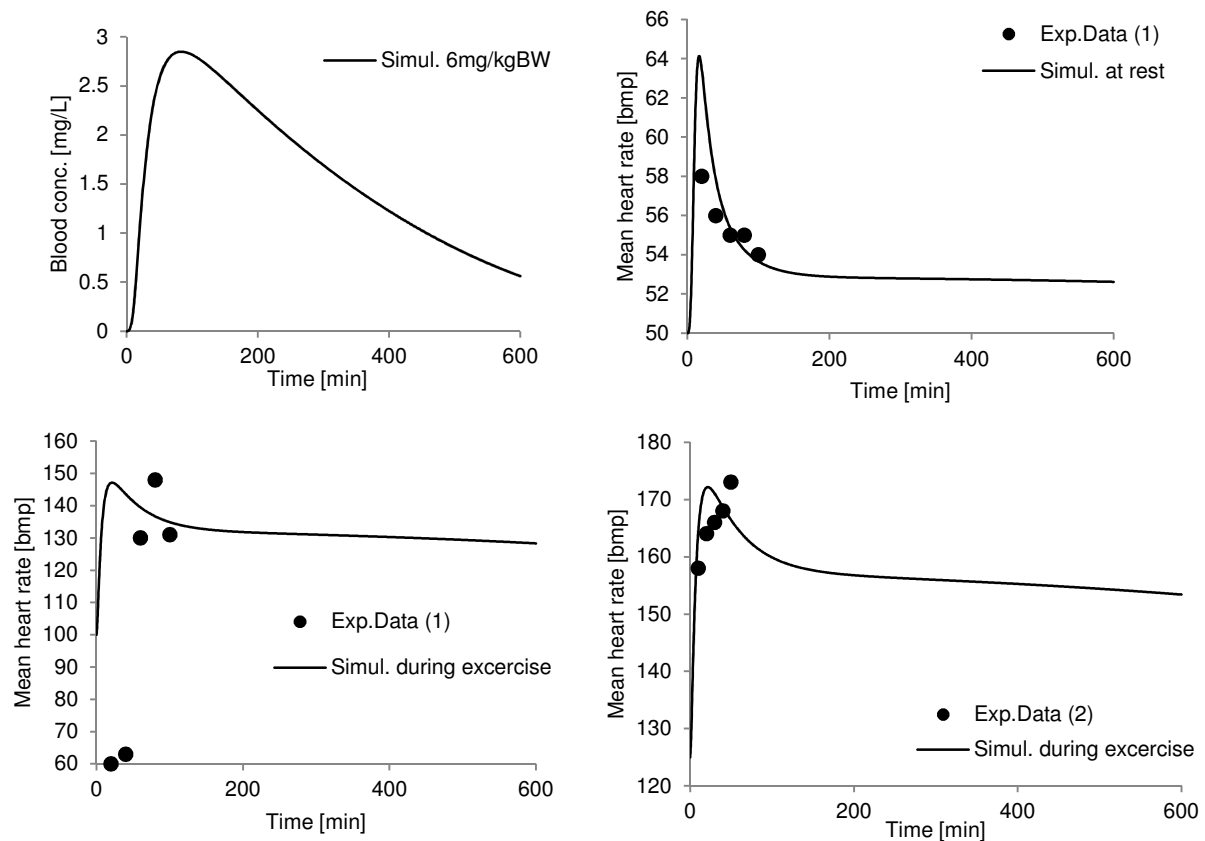 Blood conc. [mg/L]
3
2.5
2
1.5
1
0.5
0
0 200 400 600
Time [min]
Simul. 6mg/kgBW
Mean heart rate [bmp]
66
64
62
60
58
56
54
52
50
0 200 400 600
Time [min]
Exp.Data (1)
Simul. at rest
Mean heart rate [bmp]
160
150
140
130
120
110
100
90
80
70
60
0 200 400 600
Time [min]
Exp.Data (1)
Simul. during excercise
Mean heart rate [bmp]
180
170
160
150
140
130
120
0 200 400 600
Time [min]
Exp.Data (2)
Simul. during excercise